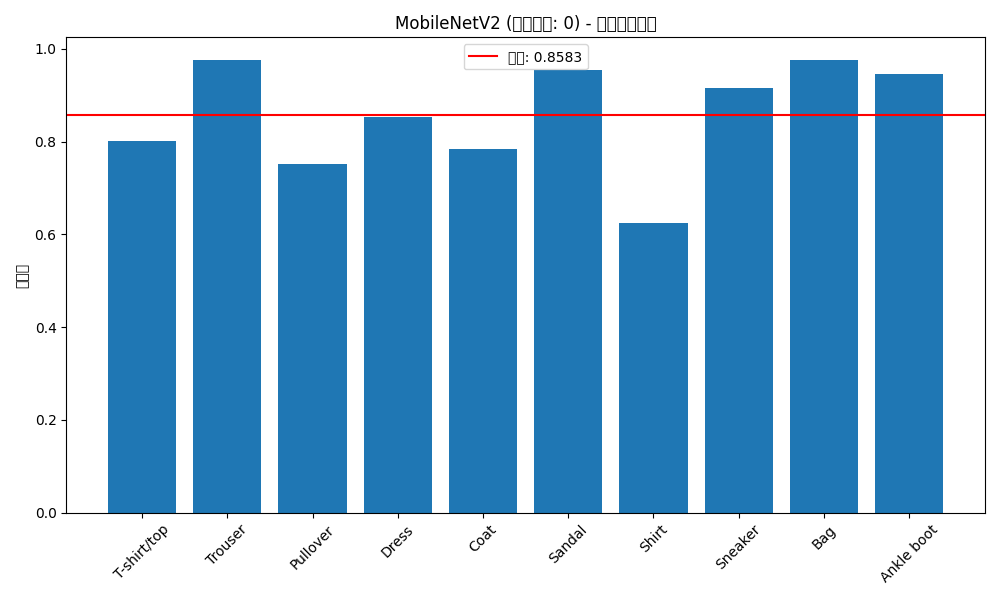 MobileNetV2 ( : 0) -
: 0.8583
1.0
0.8
0.6
0.4
0.2
0.0
T-shirt/top
Trouser
Pullover
Dress
Coat
Sandal
Shirt
Sneaker
Bag
Ankle boot